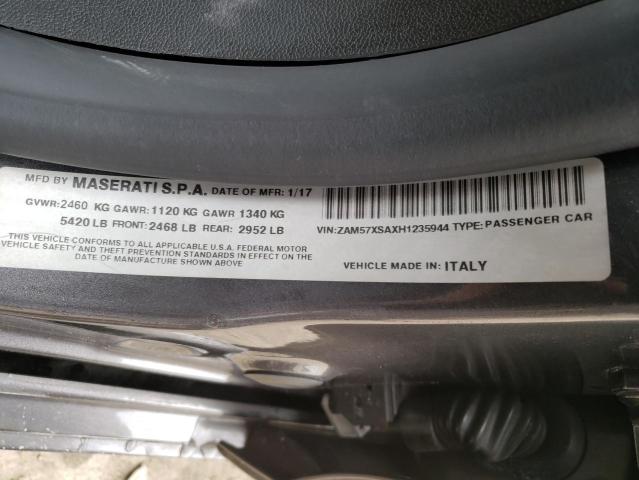 MFD BY MASERATI S.P.A. DATE OF MFR: 1/17
GVWR:2460 KG GAWR:1120 KG GAWR 1340 KG
5420 LB FRONT:2468 LB REAR: 2952 LB
THIS VEHICLE CONFORMS TO ALL APPLICABLE U.S.A. FEDERAL MOTOR
VEHICLE SAFETY AND THEFT PREVENTION STANDARDS IN EFFECT ON THE
DATE OF MANUFACTURE SHOWN ABOVE
VIN:ZAM57XSAXH1235944 TYPE: PASSENGER CAR
VEHICLE MADE IN: ITALY